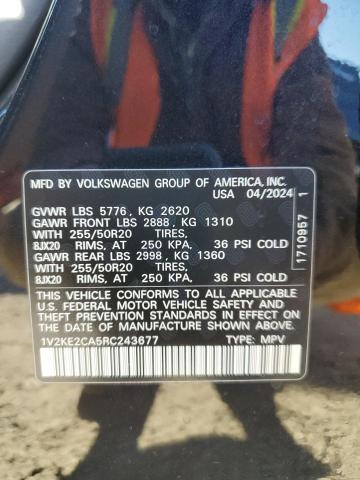 MFD BY VOLKSWAGEN GROUP OF AMERICA, INC.
USA 04/2024
GVWR LBS 5776, KG 2620
GAWR FRONT LBS 2888, KG 1310
WITH 255/50R20 TIRES,
8JX20 RIMS, AT 250 KPA, 36 PSI COLD
GAWR REAR LBS 2998, KG 1360
WITH 255/50R20 TIRES,
8JX20 RIMS, AT 250 KPA, 36 PSI COLD
THIS VEHICLE CONFORMS TO ALL APPLICABLE
U.S. FEDERAL MOTOR VEHICLE SAFETY AND
THEFT PREVENTION STANDARDS IN EFFECT ON
THE DATE OF MANUFACTURE SHOWN ABOVE
1V2KE2CA5RC243677 TYPE: MPV
1710957 1